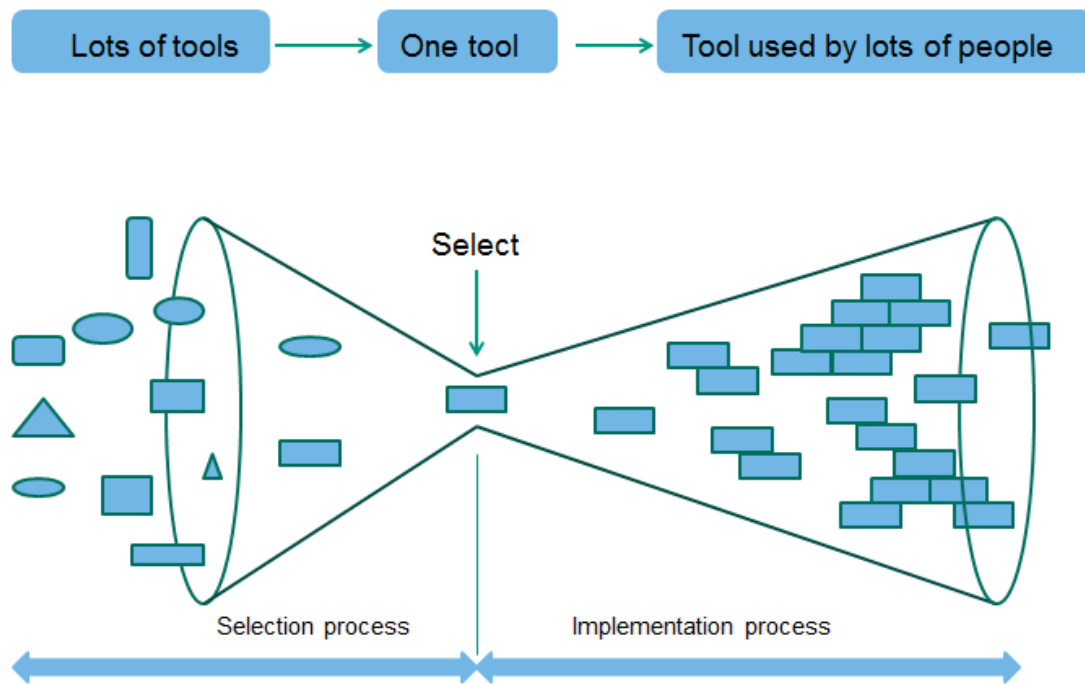 Lots of tools
One tool
Tool used by lots of people
Select
Selection process
Implementation process